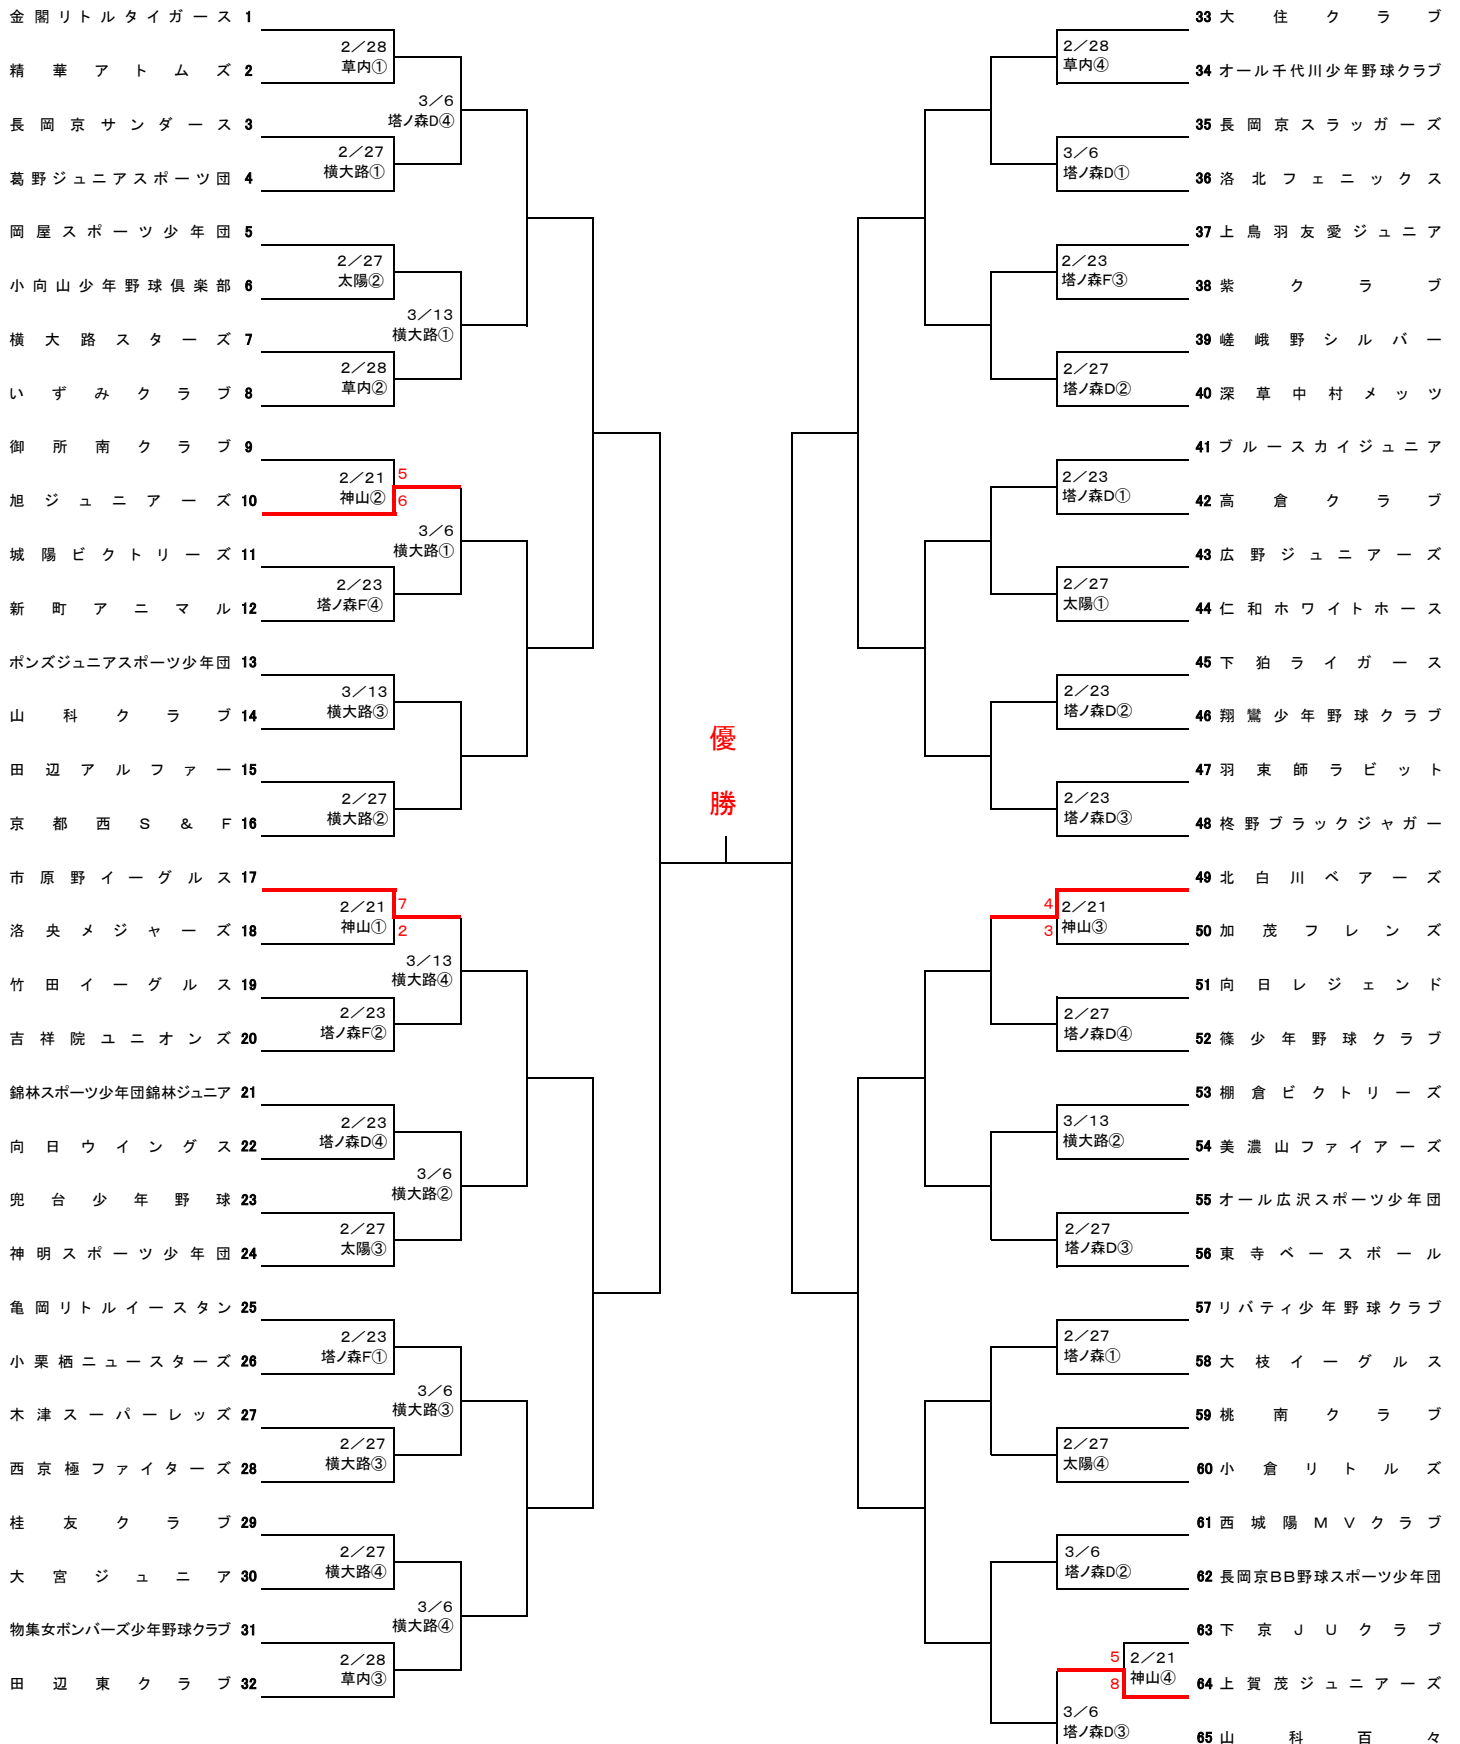 金閣リトルタイガース 1
2／28
草内①
精華アトムズ 2
3／6
塔ノ森D④
長岡京サンダース 3
2／27
横大路①
葛野ジュニアスポーツ団 4
岡屋スポーツ少年団 5
2／27
太陽②
小向山少年野球倶楽部 6
3／13
横大路①
横大路スターズ 7
2／28
草内②
いずみクラブ 8
御所南クラブ 9
2／21 5
神山② 6
旭ジュニアーズ 10
3／6
横大路①
城陽ビクトリーズ 11
2／23
塔ノ森F④
新町アニマル 12
ポンズジュニアスポーツ少年団 13
3／13
横大路③
山科クラブ 14
田辺アルファー 15
2／27
横大路②
京都西S&F 16
市原野イーグルス 17
2／21 7
神山① 2
洛央メジャーズ 18
3／13
横大路④
竹田イーグルス 19
2／23
塔ノ森F②
吉祥院ユニオンズ 20
錦林スポーツ少年団錦林ジュニア 21
2／23
塔ノ森D④
向日ウイングス 22
3／6
横大路②
兜台少年野球 23
2／27
太陽③
神明スポーツ少年団 24
亀岡リトルイースタン 25
2／23
塔ノ森F①
小栗栖ニュースターズ 26
3／6
横大路③
木津スーパーレッズ 27
2／27
横大路③
西京極ファイターズ 28
桂友クラブ 29
2／27
横大路④
大宮ジュニア 30
3／6
横大路④
物集女ボンバーズ少年野球クラブ 31
2／28
草内③
田辺東クラブ 32
優
勝
33 大住クラブ
2／28
草内④
34 オール千代川少年野球クラブ
35 長岡京スラッガーズ
3／6
塔ノ森D①
36 洛北フェニックス
37 上鳥羽友愛ジュニア
2／23
塔ノ森F③
38 紫クラブ
39 嵯峨野シルバー
2／27
塔ノ森D②
40 深草中村メッツ
41 ブルースカイジュニア
2／23
塔ノ森D①
42 高倉クラブ
43 広野ジュニアーズ
2／27
太陽①
44 仁和ホワイトホース
45 下狛ライガース
2／23
塔ノ森D②
46 翔鸞少年野球クラブ
47 羽東師ラビット
2／23
塔ノ森D③
48 柊野ブラックジャガー
49 北白川ベアーズ
4 2／21
3 神山③
50 加茂フレンズ
51 向日レジェンド
2／27
塔ノ森D④
52 篠少年野球クラブ
53 棚倉ビクトリーズ
3／13
横大路②
54 美濃山ファイアーズ
55 オール広沢スポーツ少年団
2／27
塔ノ森D③
56 東寺ベースボール
57 リバティ少年野球クラブ
2／27
塔ノ森①
58 大枝イーグルス
59 桃南クラブ
2／27
太陽④
60 小倉リトルズ
61 西城陽MVクラブ
3／6
塔ノ森D②
62 長岡京BB野球スポーツ少年団
63 下京JUクラブ
5 2／21
8 神山④
64 上賀茂ジュニアーズ
3／6
塔ノ森D③
65 山科百々